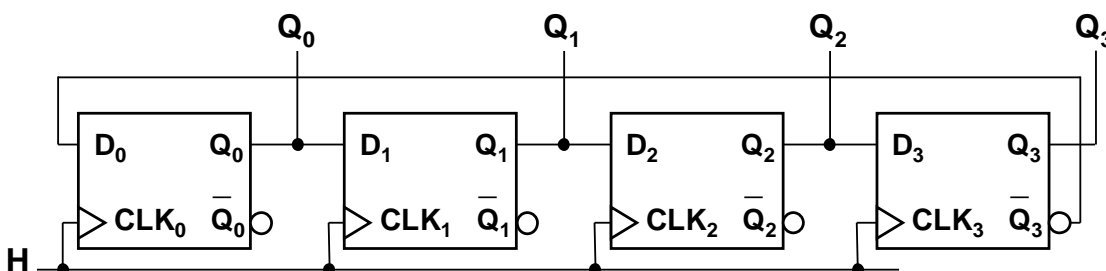 Q₀ Q₁ Q₂ Q₃
D₀ Q₀ D₁ Q₁ D₂ Q₂ D₃ Q₃
CLK₀ Q̅₀ CLK₁ Q̅₁ CLK₂ Q̅₂ CLK₃ Q̅₃
H